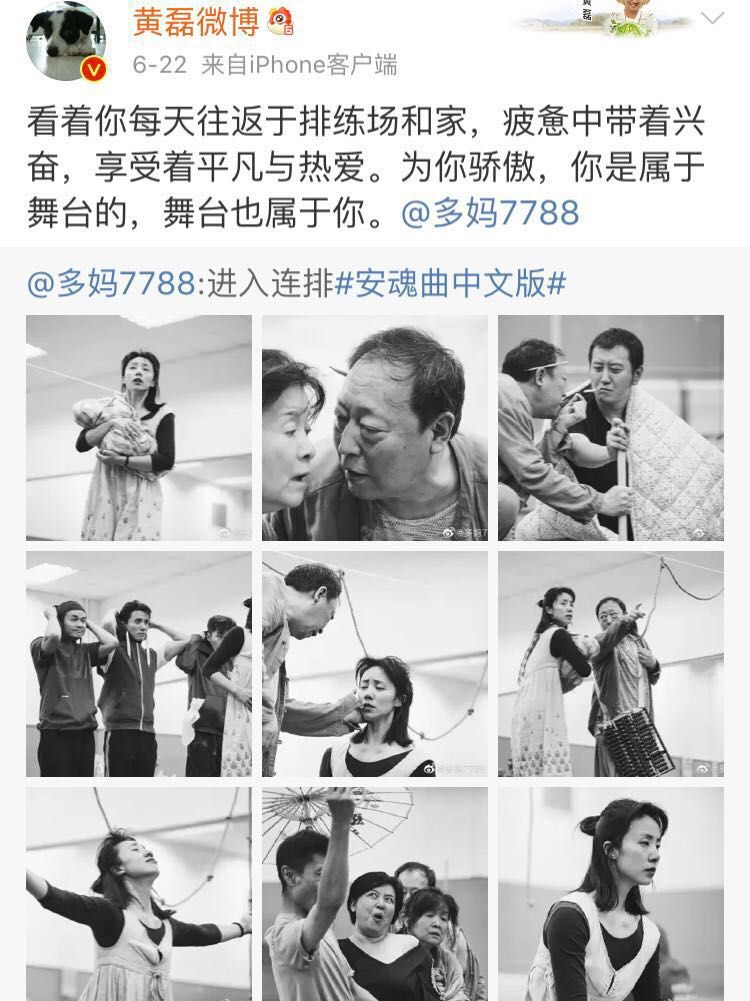 黄磊微博
6-22 来自iPhone客户端
看着你每天往返于排练场和家，疲惫中带着兴
奋，享受着平凡与热爱。为你骄傲，你是属于
舞台的，舞台也属于你。@多妈7788
@多妈7788:进入连排#安魂曲中文版#